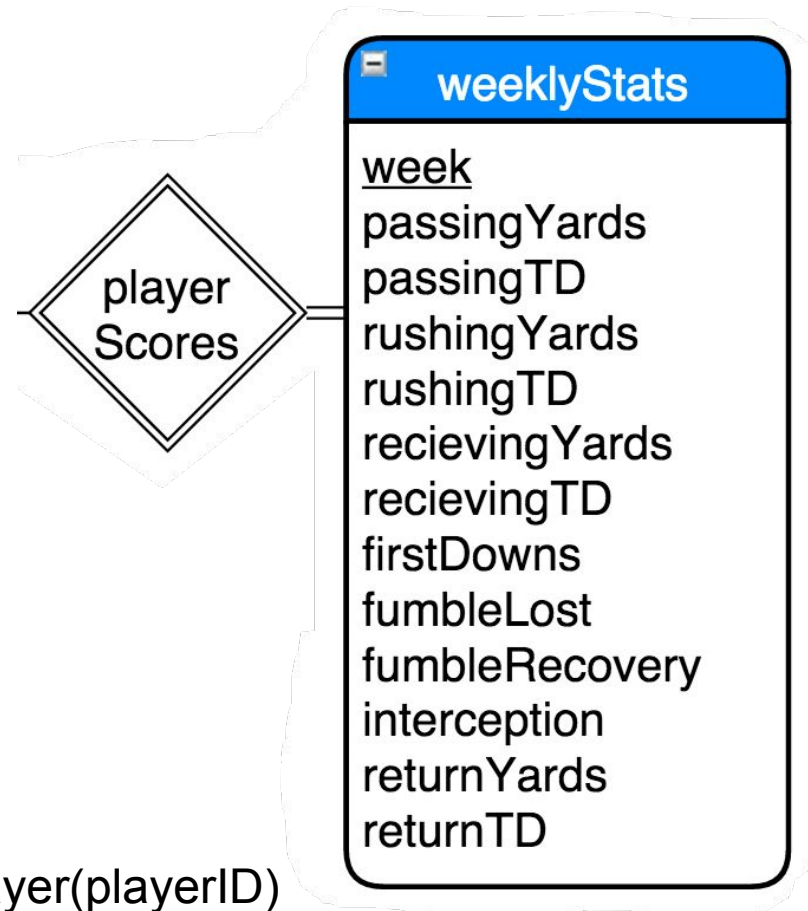 weeklyStats
week
passingYards
passingTD
rushingYards
rushingTD
recievingYards
recievingTD
firstDowns
fumbleLost
fumbleRecovery
interception
returnYards
returnTD
player
Scores
yer(playerID)